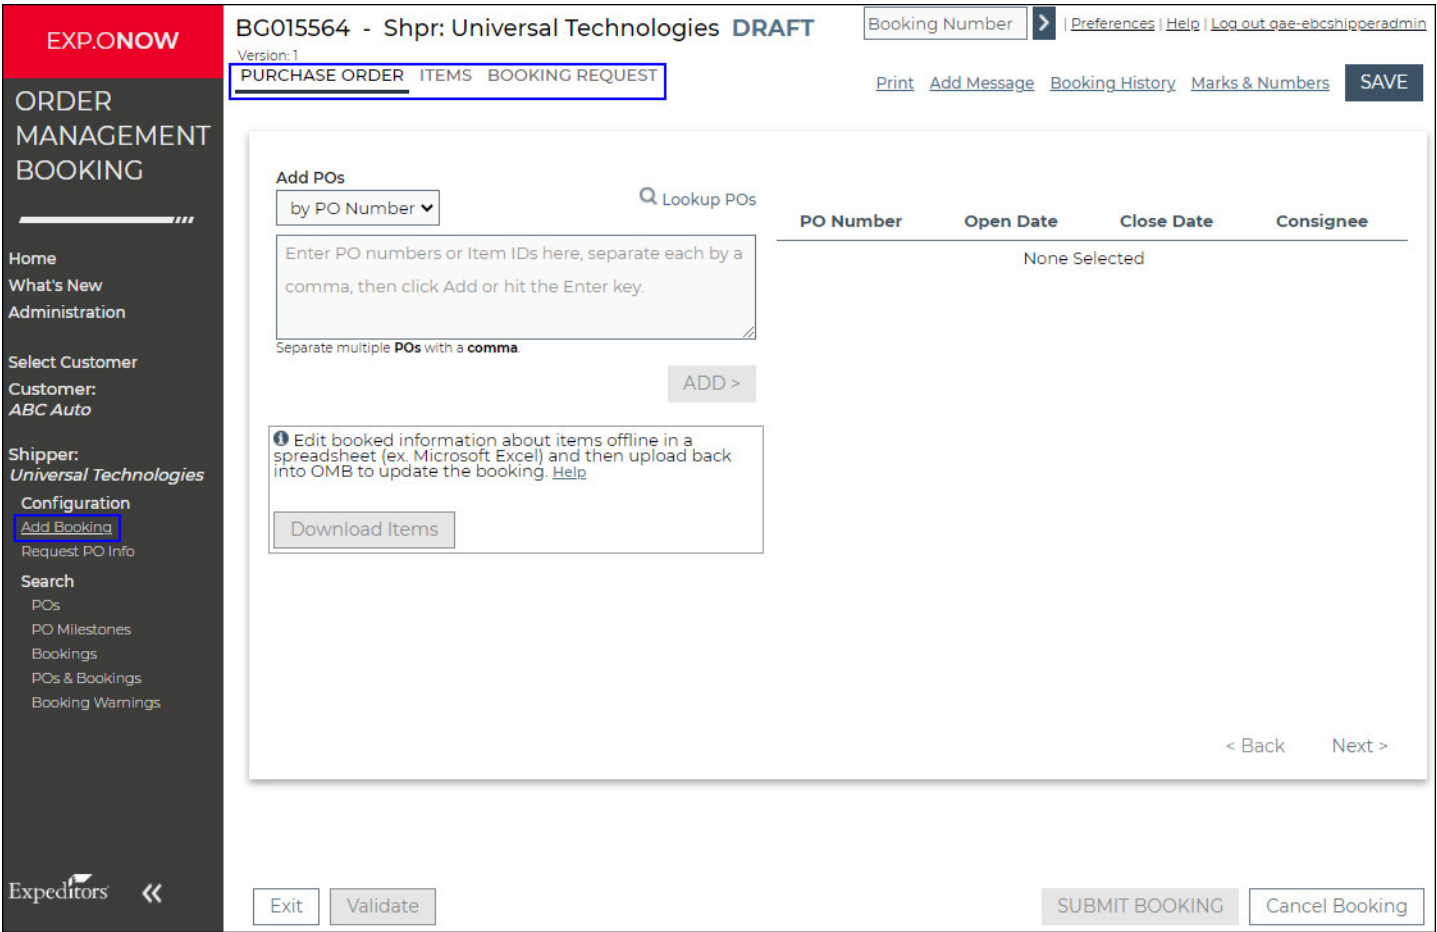 EXP.ONOW
BG015564 - Shpr: Universal Technologies DRAFT
Version: 1
Booking Number
| Preferences | Help | Log out qae-ebcshipperadmin
PURCHASE ORDER ITEMS BOOKING REQUEST
Print Add Message Booking History Marks & Numbers SAVE
ORDER
MANAGEMENT
BOOKING
Home
What's New
Administration
Select Customer
Customer:
ABC Auto
Shipper:
Universal Technologies
Configuration
Add Booking
Request PO Info
Search
POs
PO Milestones
Bookings
POs & Bookings
Booking Warnings
Expeditors
Add POs
by PO Number
Lookup POs
Enter PO numbers or Item IDs here, separate each by a
comma, then click Add or hit the Enter key.
Separate multiple POs with a comma.
ADD >
Edit booked information about items offline in a
spreadsheet (ex. Microsoft Excel) and then upload back
into OMB to update the booking. Help
Download Items
PO Number Open Date Close Date Consignee
None Selected
< Back Next >
Exit Validate SUBMIT BOOKING Cancel Booking